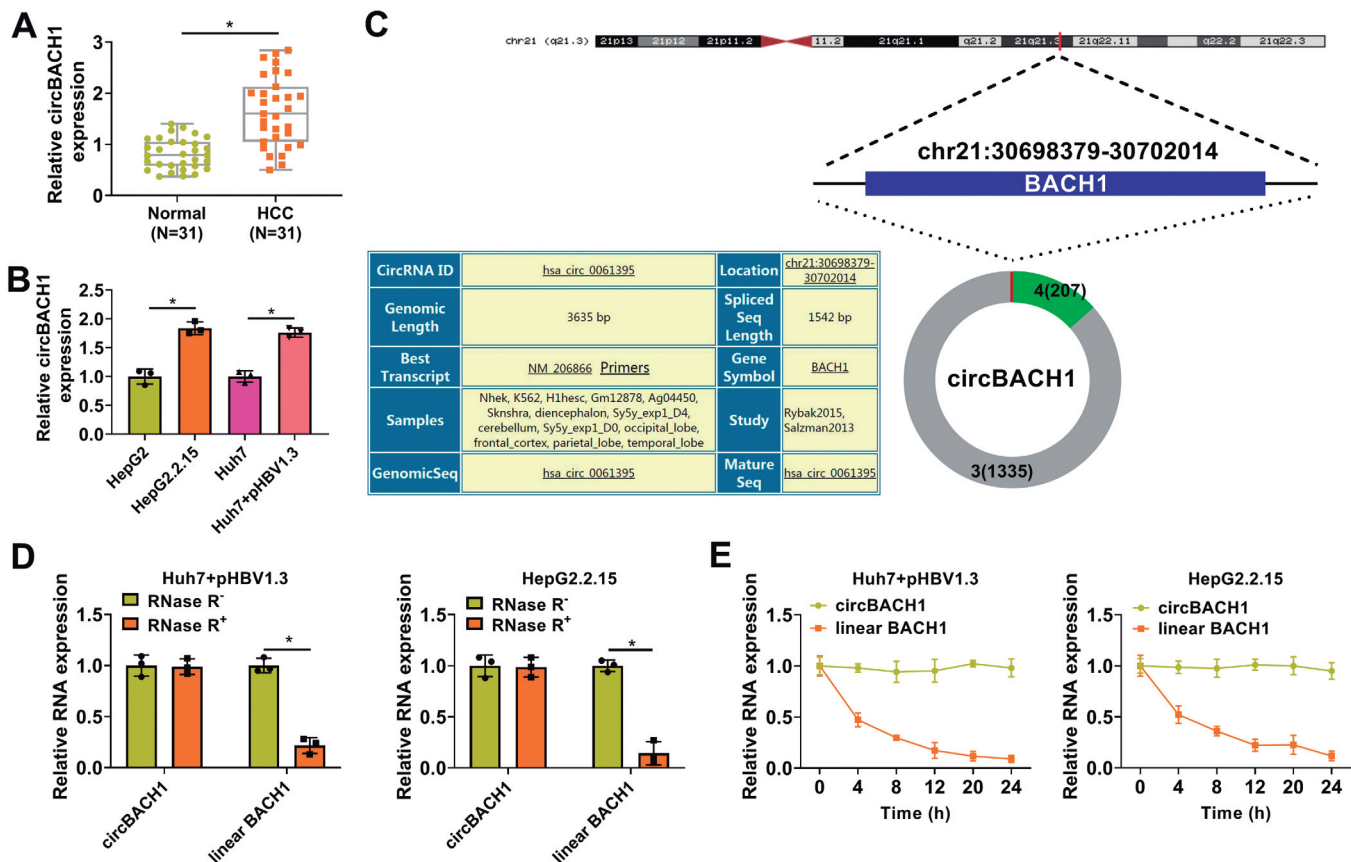 A
Relative circBACH1
expression
3
2
1
0
*
Normal
(N=31)
HCC
(N=31)
B
Relative circBACH1
expression
2.5
2.0
1.5
1.0
0.5
0.0
*
*
HepG2
HepG2.2.15
Huh7
Huh7+pHBV1.3
C
chr21 (q21.3)
21p13
21p12
21p11.2
11.2
21q21.1
q21.2
21q21.3
21q22.11
q22.2
21q22.3
chr21:30698379-30702014
BACH1
CircRNA ID
hsa_circ_0061395
Location
chr21:30698379-
30702014
Genomic
Length
3635 bp
Spliced
Seq
Length
1542 bp
Best
Transcript
NM_206866 Primers
Gene
Symbol
BACH1
Samples
Nhek, K562, H1hesc, Gm12878, Ag04450,
Sknshra, diencephalon, Sy5y_exp1_D4,
cerebellum, Sy5y_exp1_D0, occipital_lobe,
frontal_cortex, parietal_lobe, temporal_lobe
Study
Rybak2015,
Salzman2013
GenomicSeq
hsa_circ_0061395
Mature
Seq
hsa_circ_0061395
4(207)
circBACH1
3(1335)
D
Huh7+pHBV1.3
RNase R-
RNase R+
Relative RNA expression
1.5
1.0
0.5
0.0
*
circBACH1
linear BACH1
HepG2.2.15
RNase R-
RNase R+
Relative RNA expression
1.5
1.0
0.5
0.0
*
circBACH1
linear BACH1
E
Huh7+pHBV1.3
circBACH1
linear BACH1
Relative RNA expression
1.5
1.0
0.5
0.0
0 4 8 12 20 24
Time (h)
HepG2.2.15
circBACH1
linear BACH1
Relative RNA expression
1.5
1.0
0.5
0.0
0 4 8 12 20 24
Time (h)